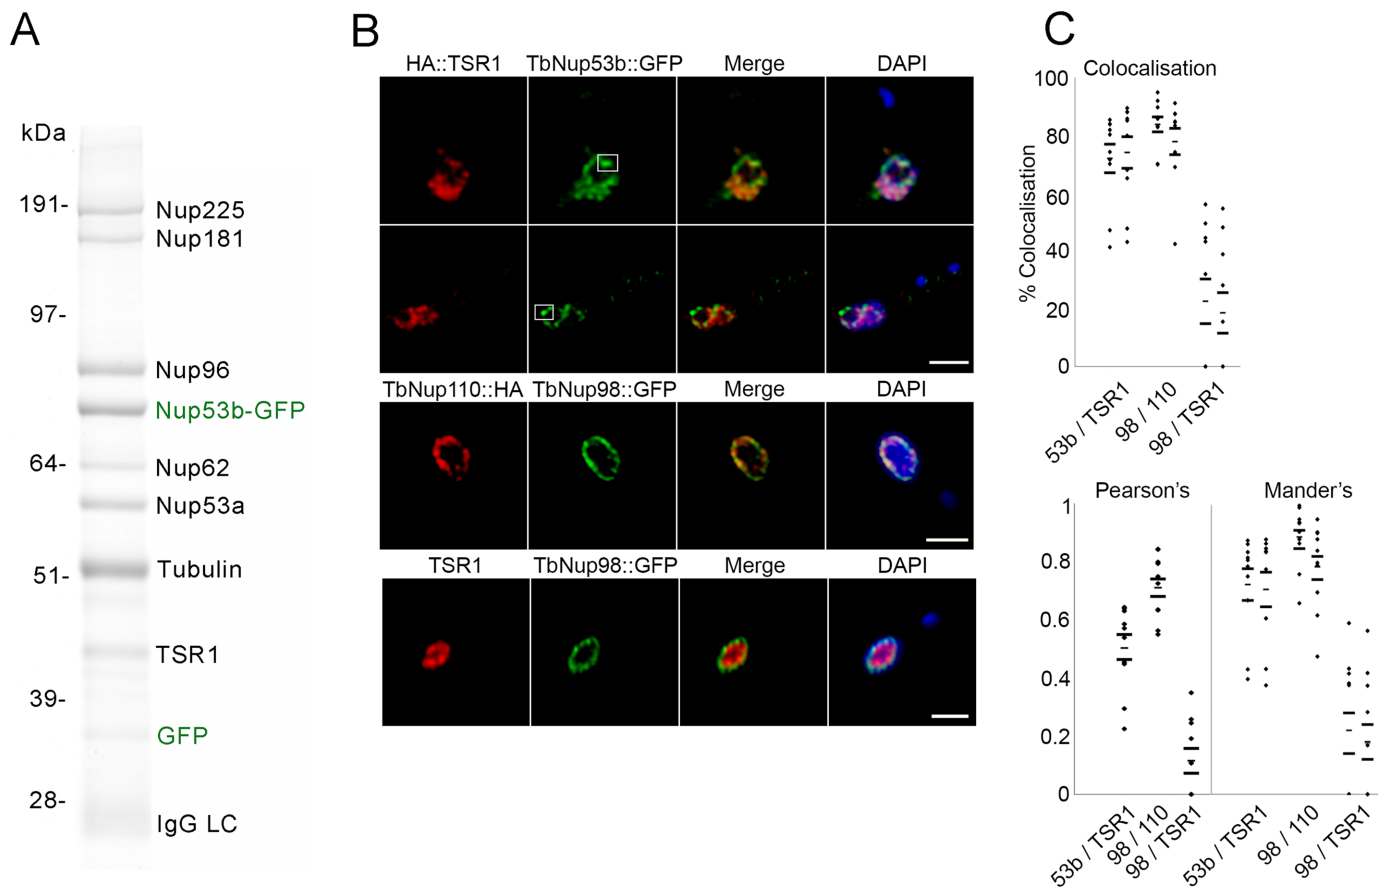 A
kDa
191-
97-
64-
51-
39-
28-
Nup225
Nup181
Nup96
Nup53b-GFP
Nup62
Nup53a
Tubulin
TSR1
GFP
IgG LC
B
HA::TSR1 TbNup53b::GFP Merge DAPI
TbNup110::HA TbNup98::GFP Merge DAPI
TSR1 TbNup98::GFP Merge DAPI
C
Colocalisation
% Colocalisation
100
80
60
40
20
0
53b / TSR1
98 / 110
98 / TSR1
Pearson's
Mander's
1
0.8
0.6
0.4
0.2
0
53b / TSR1
98 / 110
98 / TSR1
53b / TSR1
98 / 110
98 / TSR1